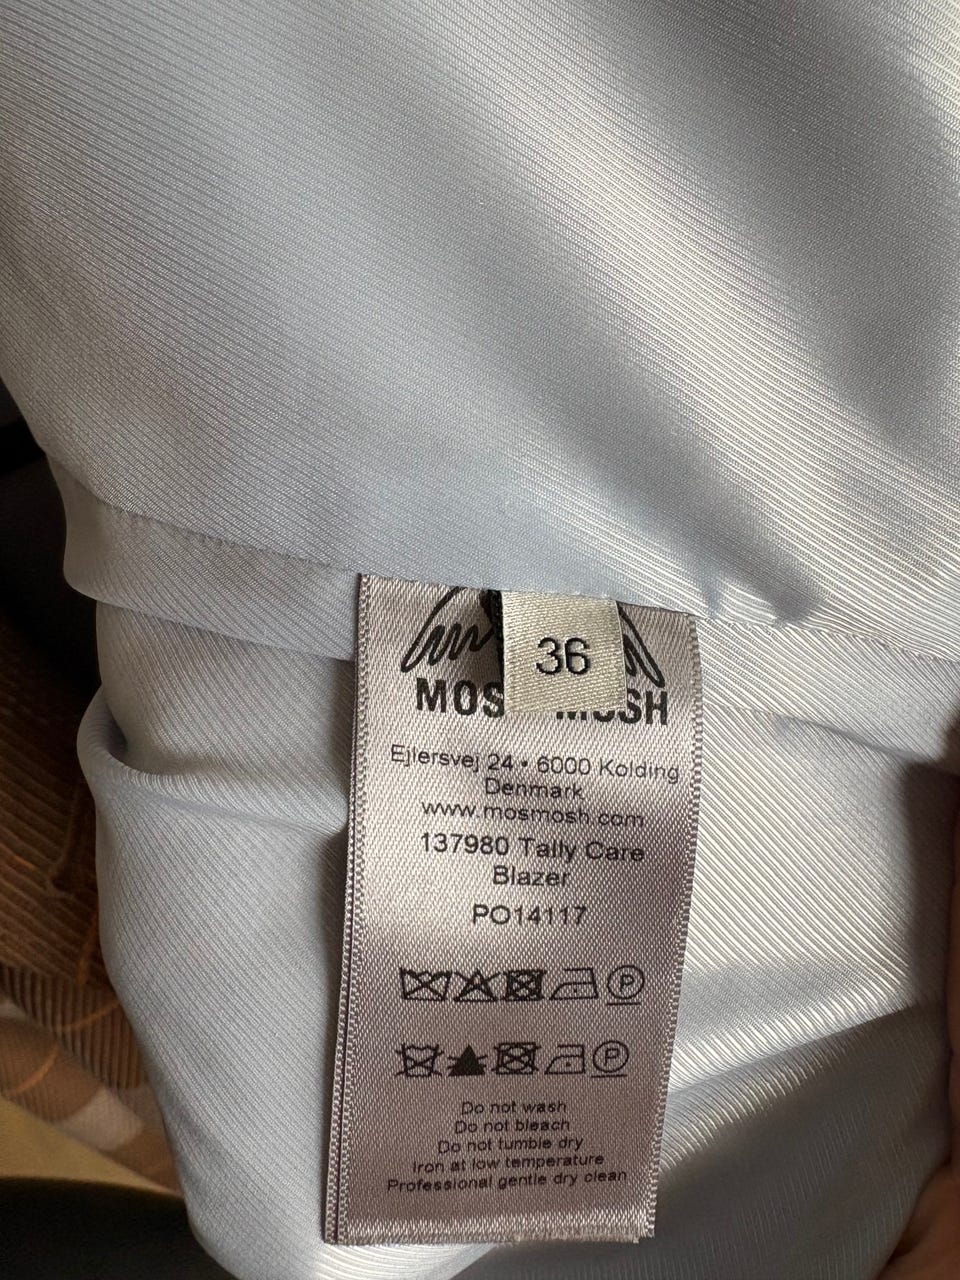 36
MOS MOSH
Ejlersvej 24 • 6000 Kolding
Denmark
www.mosmosh.com
137980 Tally Care
Blazer
PO14117
P
P
Do not wash
Do not bleach
Do not tumble dry
Iron at low temperature
Professional gentle dry clean